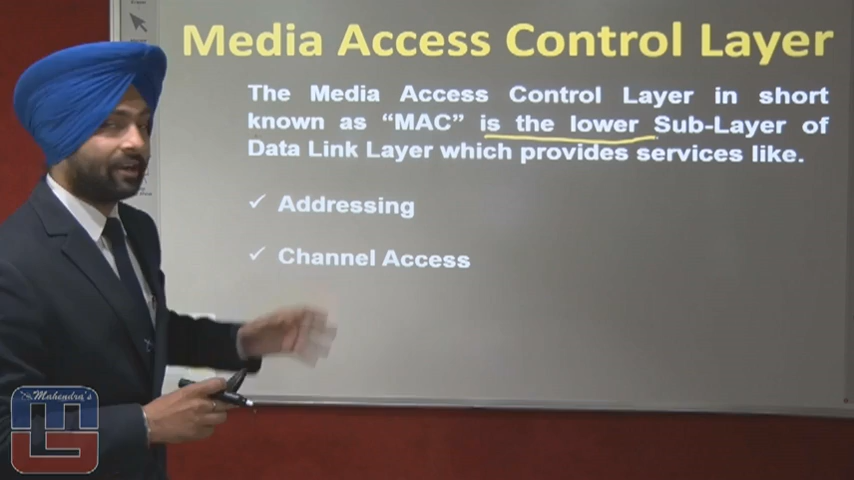 Media Access Control Layer
The Media Access Control Layer in short
known as “MAC” is the lower Sub-Layer of
Data Link Layer which provides services like.
✓ Addressing
✓ Channel Access
Mahendra's
MG